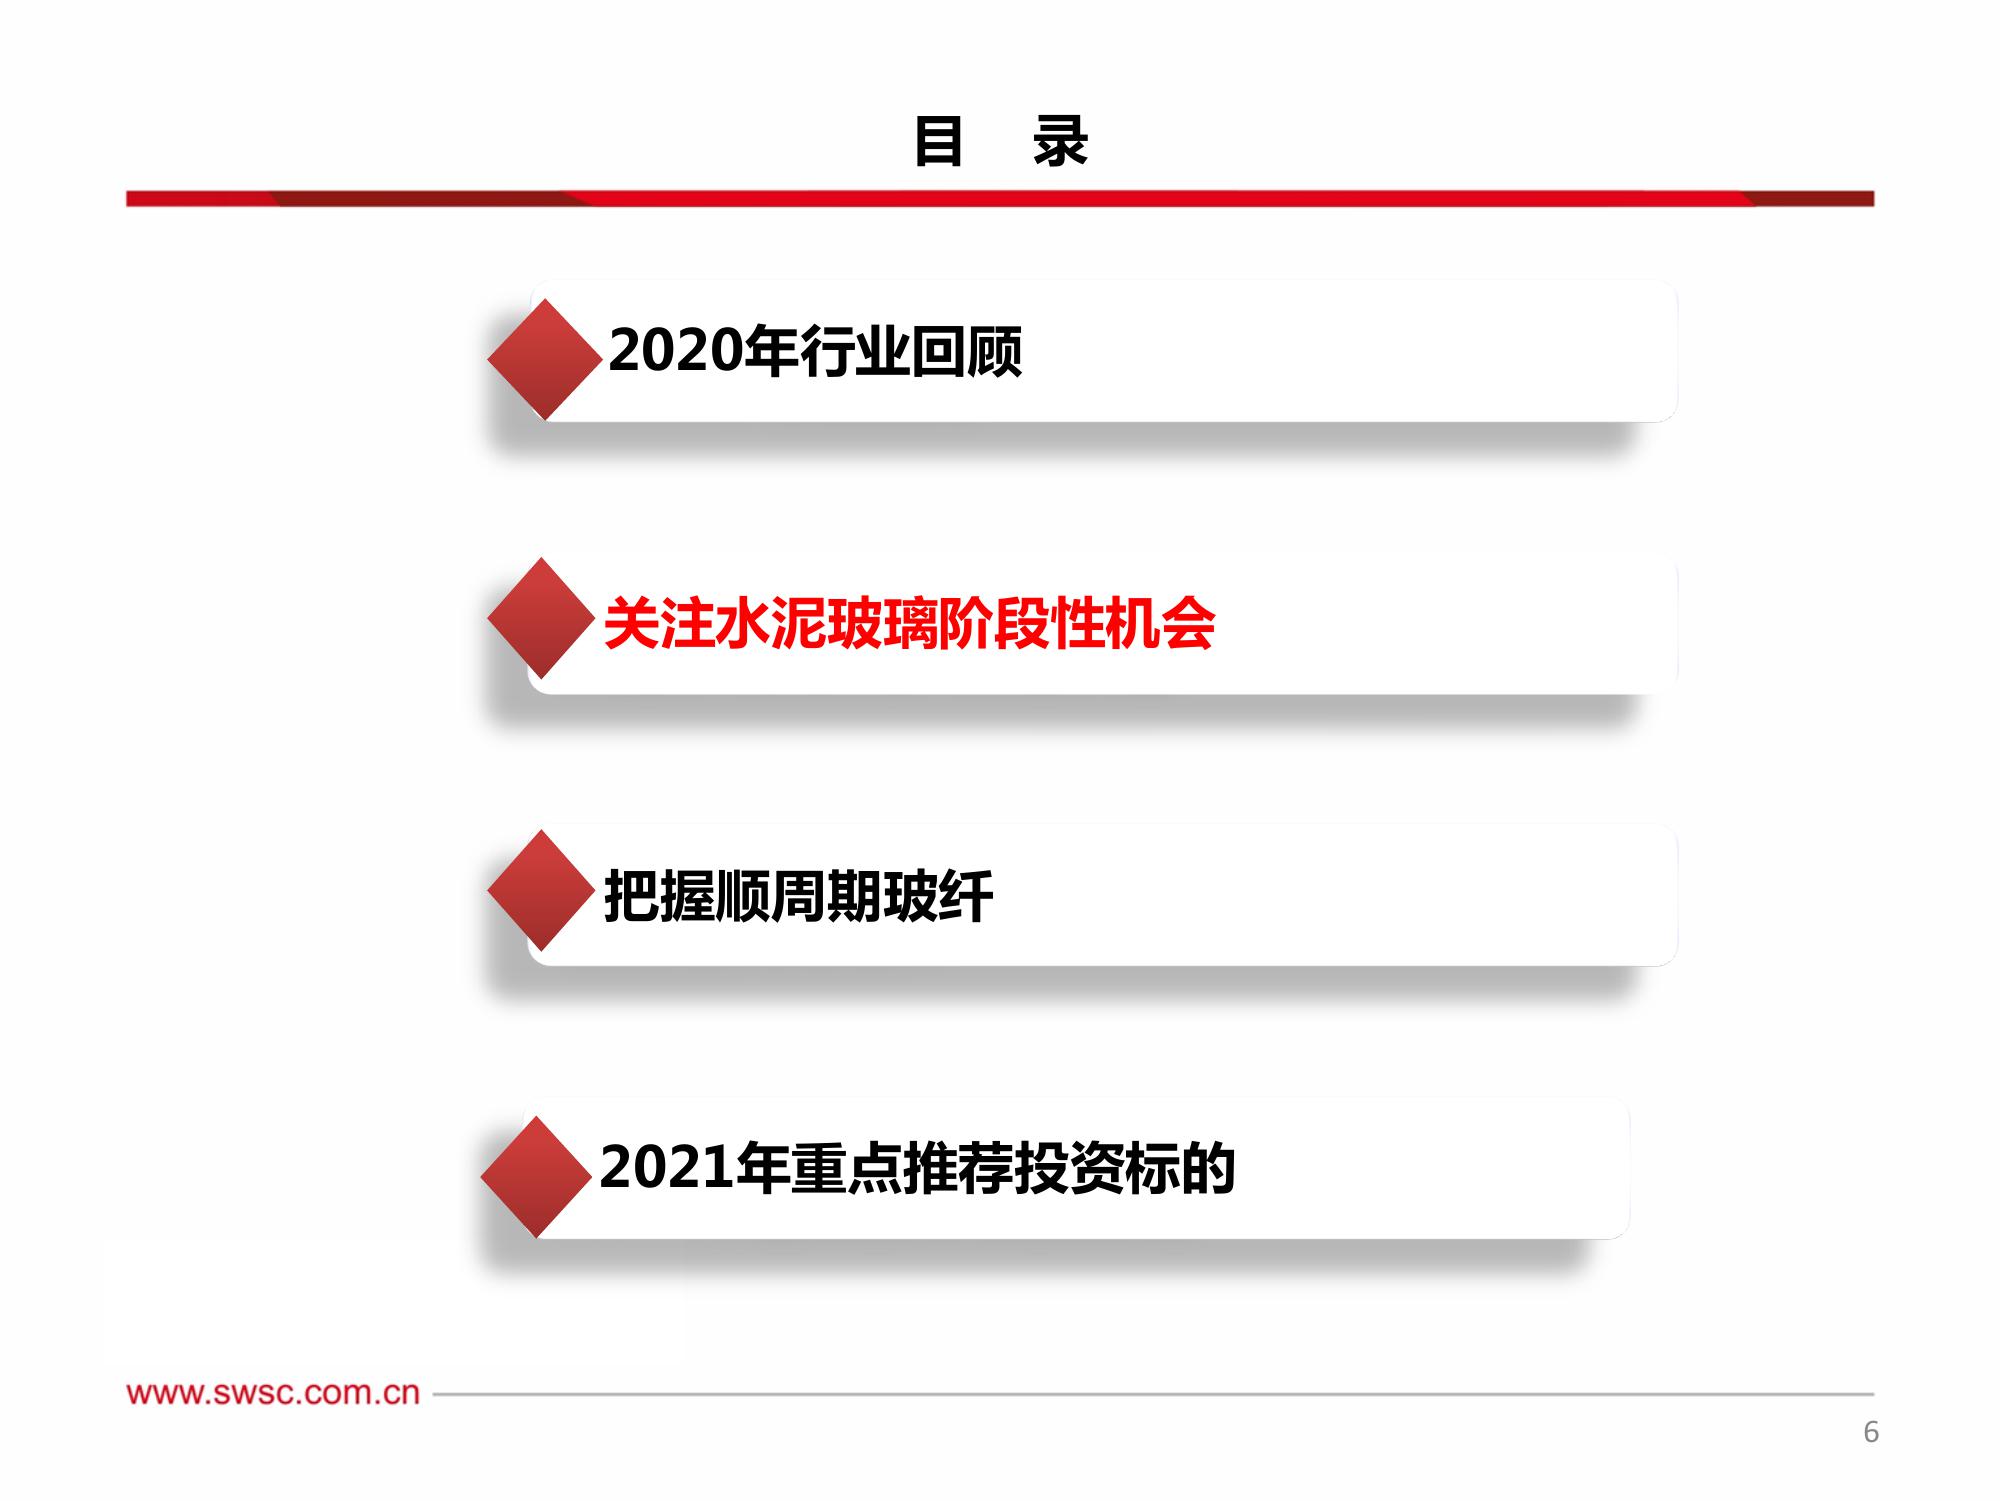 目 录
2020年行业回顾
关注水泥玻璃阶段性机会
把握顺周期玻纤
2021年重点推荐投资标的
www.swsc.com.cn
6